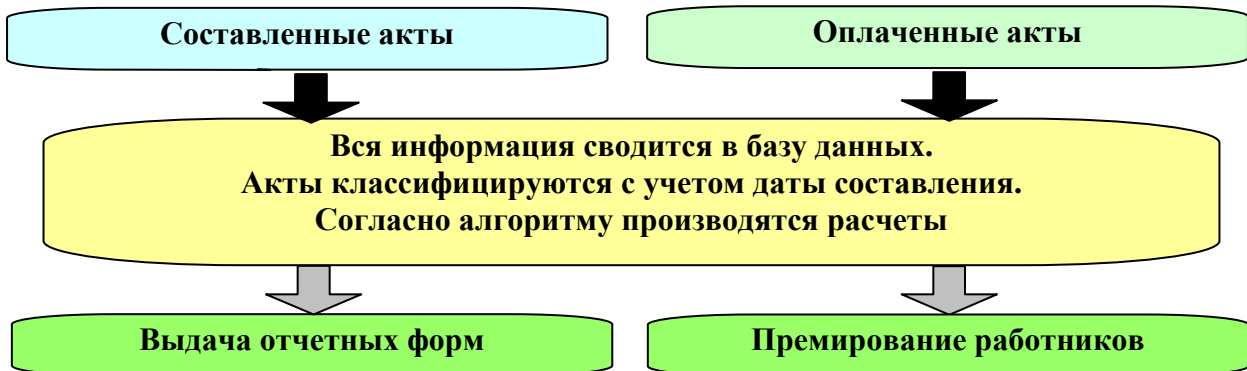 Составленные акты
Оплаченные акты
Вся информация сводится в базу данных.
Акты классифицируются с учетом даты составления.
Согласно алгоритму производятся расчеты
Выдача отчетных форм
Премирование работников